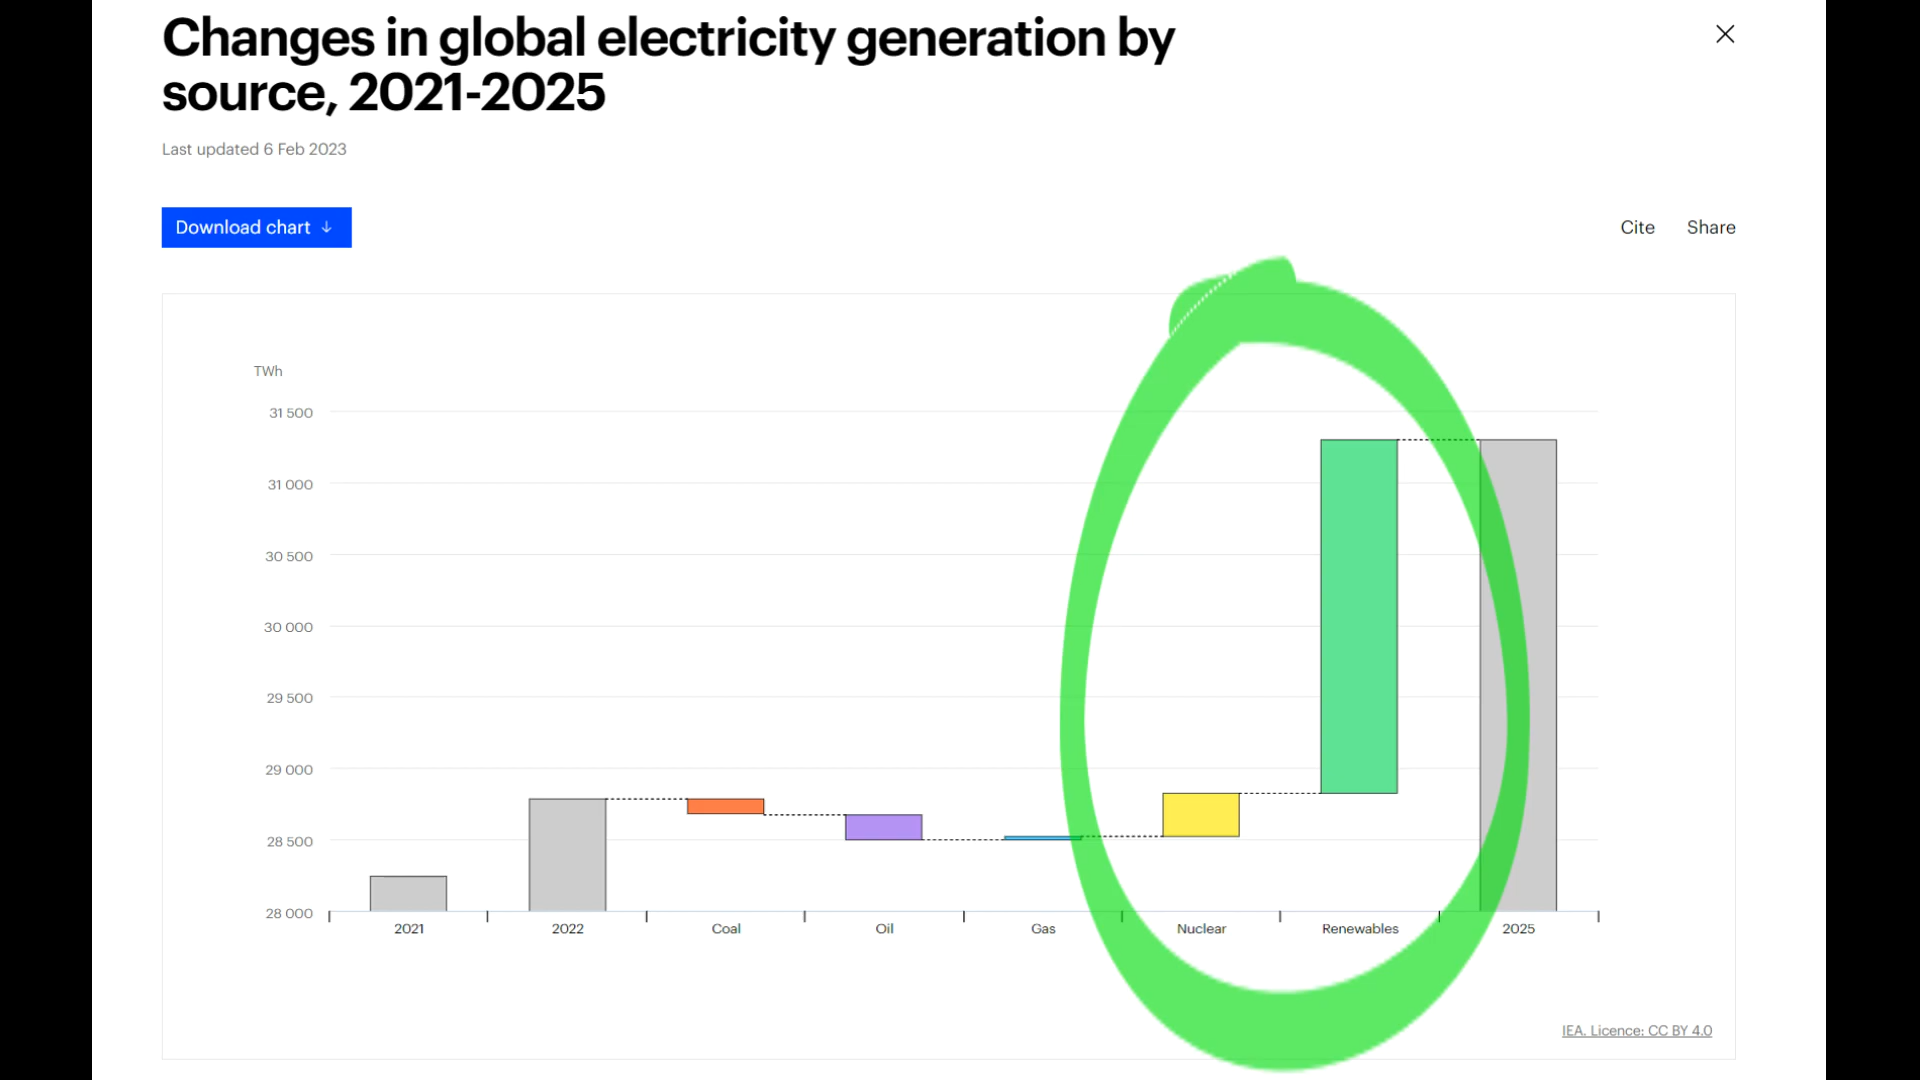 Changes in global electricity generation by
source, 2021-2025
Last updated 6 Feb 2023
Download chart ↓
Cite
Share
TWh
31 500
31 000
30 500
30 000
29 500
29 000
28 500
28 000
2021
2022
Coal
Oil
Gas
Nuclear
Renewables
2025
IEA. Licence: CC BY 4.0